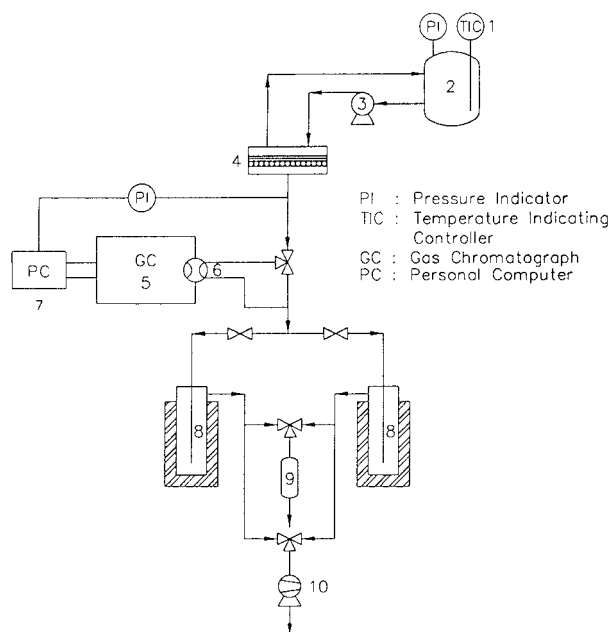 PI
TIC 1
2
3
4
PI : Pressure Indicator
TIC : Temperature Indicating
Controller
GC : Gas Chromatograph
PC : Personal Computer
PI
GC
5
6
PC
7
8
8
9
10